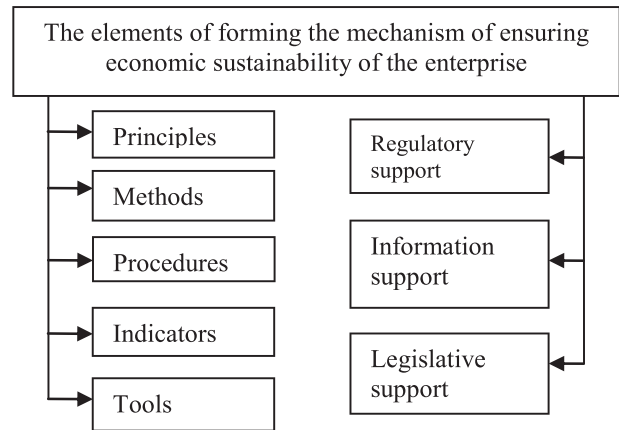 The elements of forming the mechanism of ensuring
economic sustainability of the enterprise
Principles
Methods
Procedures
Indicators
Tools
Regulatory
support
Information
support
Legislative
support